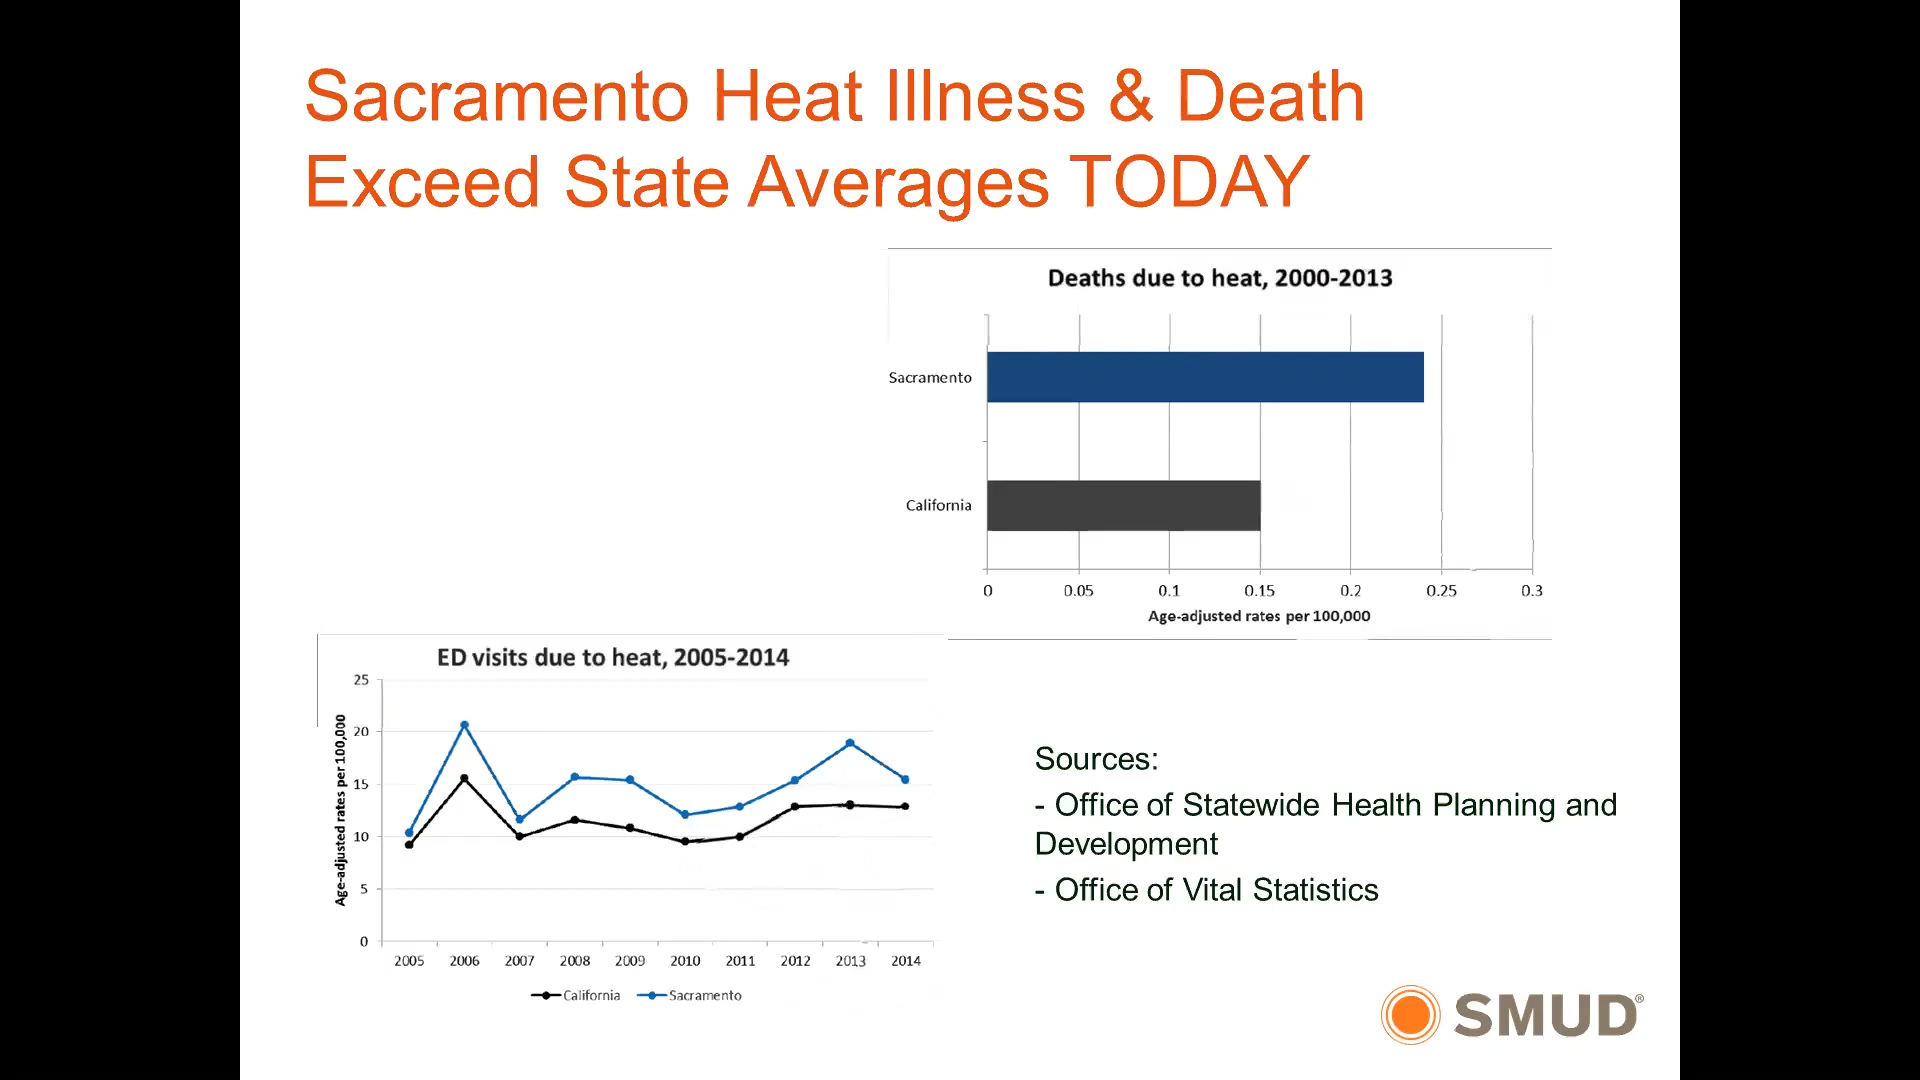 Sacramento Heat Illness & Death
Exceed State Averages TODAY
Deaths due to heat, 2000-2013
Sacramento
California
0 0.05 0.1 0.15 0.2 0.25 0.3
Age-adjusted rates per 100,000
ED visits due to heat, 2005-2014
Age-adjusted rates per 100,000
25
20
15
10
5
0
2005 2006 2007 2008 2009 2010 2011 2012 2013 2014
California Sacramento
Sources:
- Office of Statewide Health Planning and
Development
- Office of Vital Statistics
SMUD®